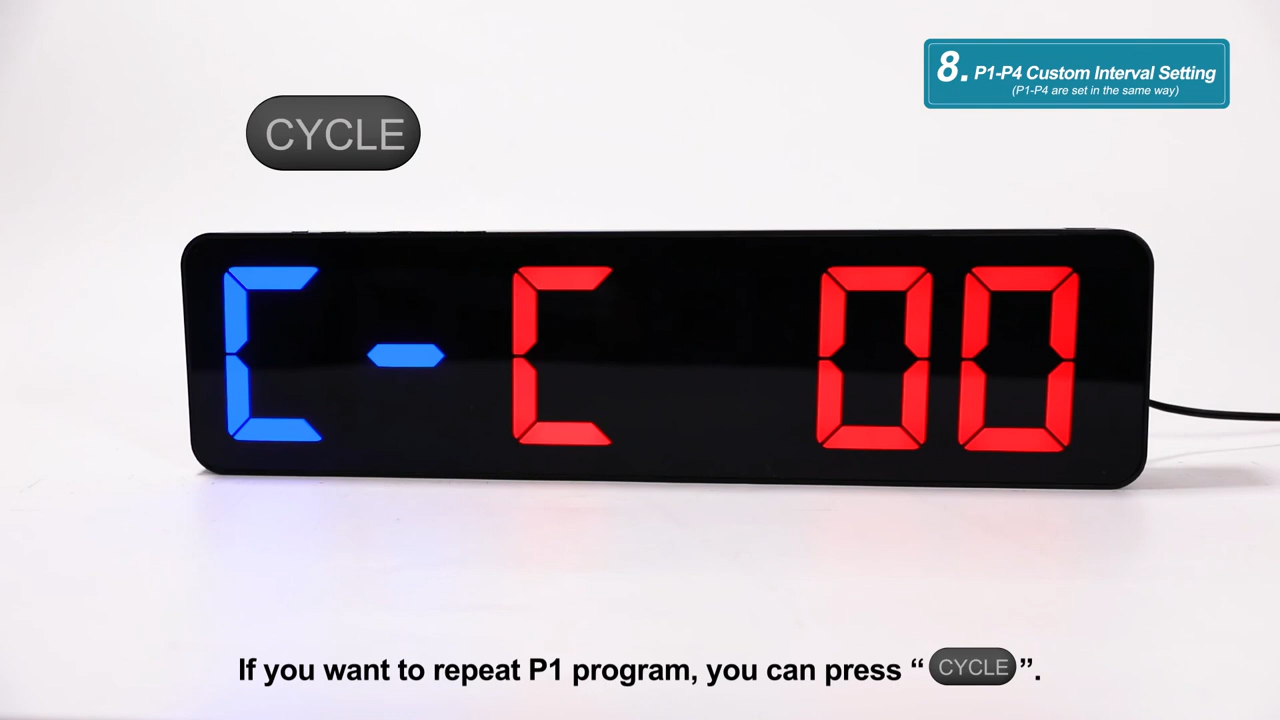 8. P1-P4 Custom Interval Setting
(P1-P4 are set in the same way)
CYCLE
C-C 00
If you want to repeat P1 program, you can press “CYCLE”.